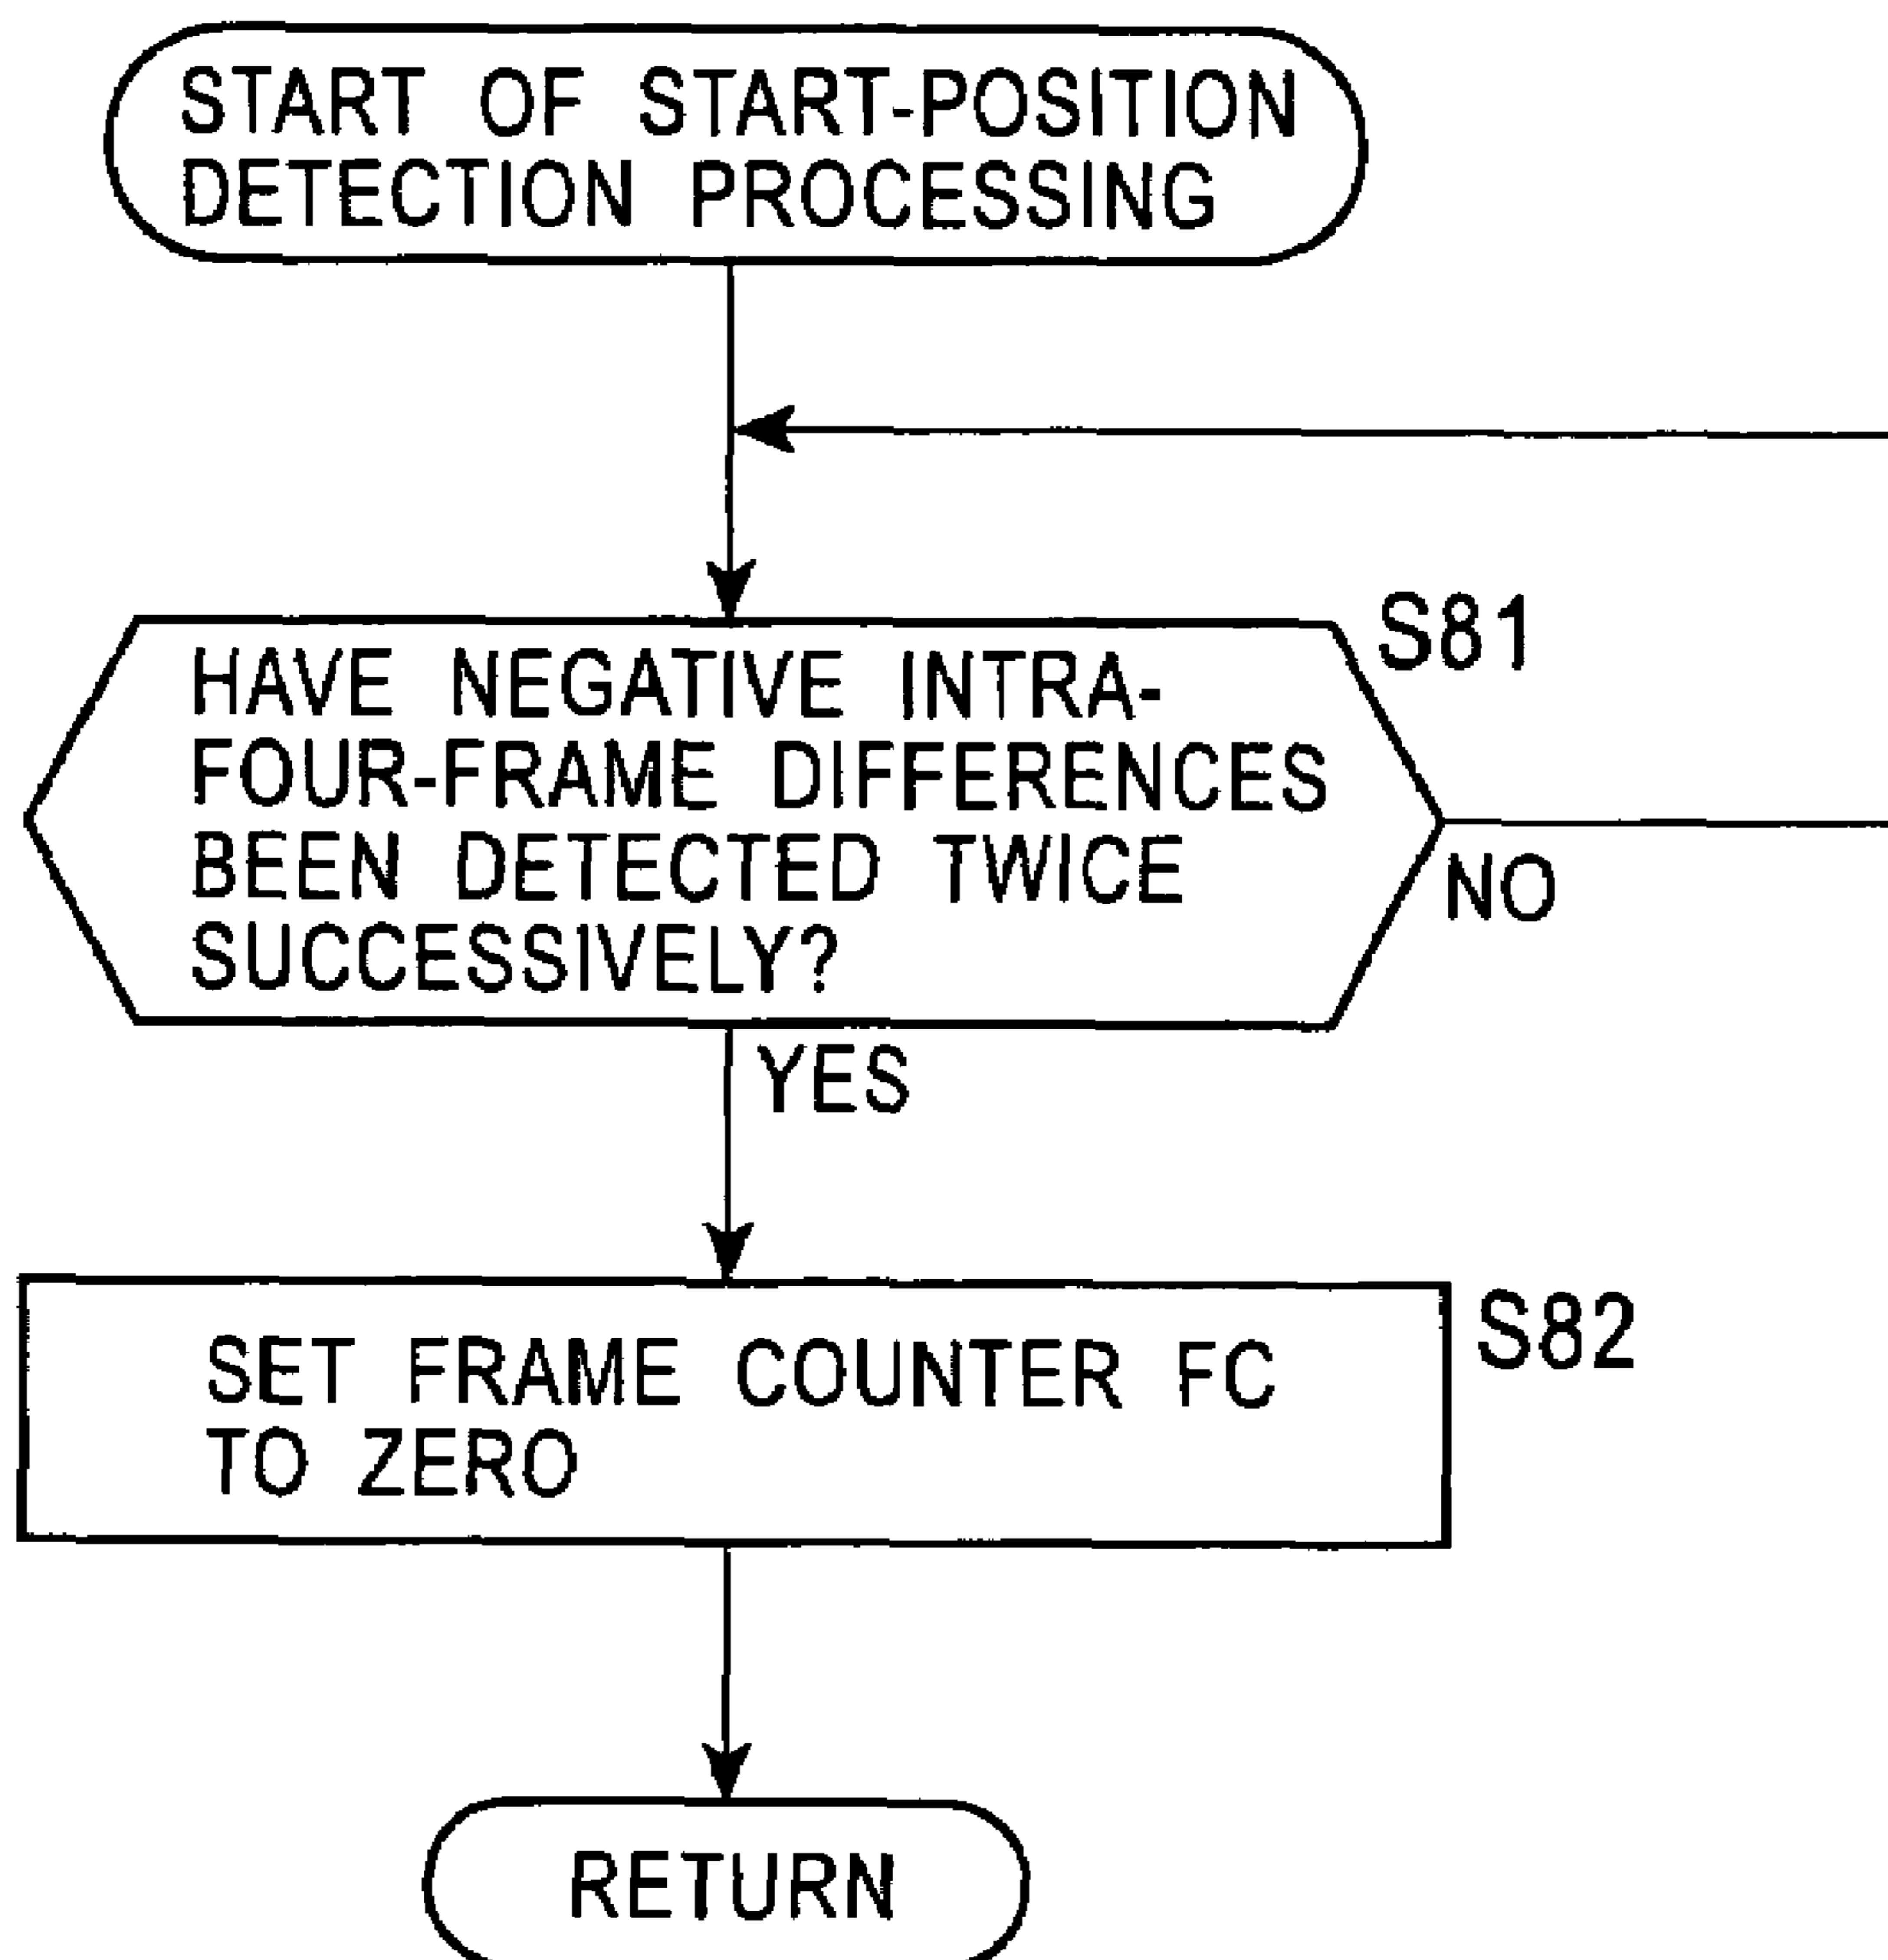 START OF START-POSITION
DETECTION PROCESSING
S81
HAVE NEGATIVE INTRA-
FOUR-FRAME DIFFERENCES
BEEN DETECTED TWICE
SUCCESSIVELY?
NO
YES
S82
SET FRAME COUNTER FC
TO ZERO
RETURN